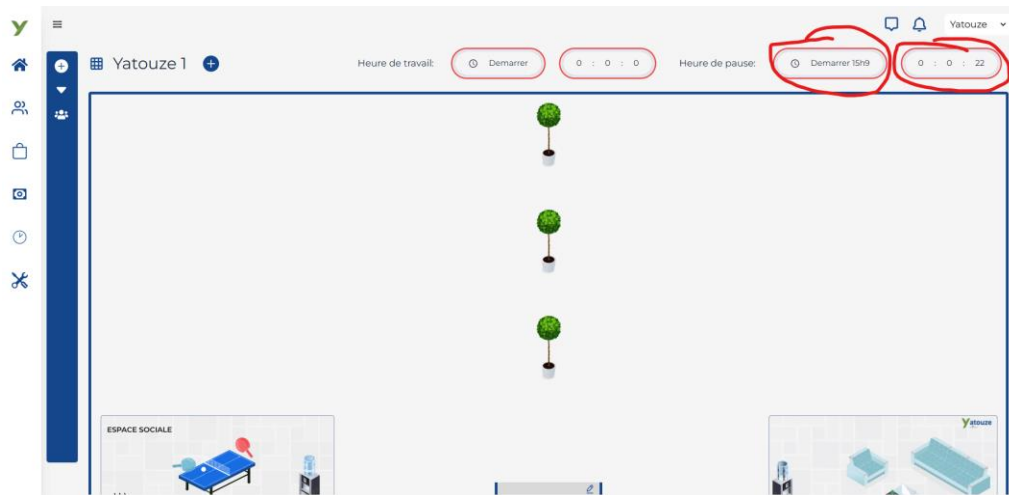 Yatouze
Yatouze 1
Heure de travail:
Demarrer
0 : 0 : 0
Heure de pause:
Demarrer 15h9
0 : 0 : 22
ESPACE SOCIALE
Yatouze